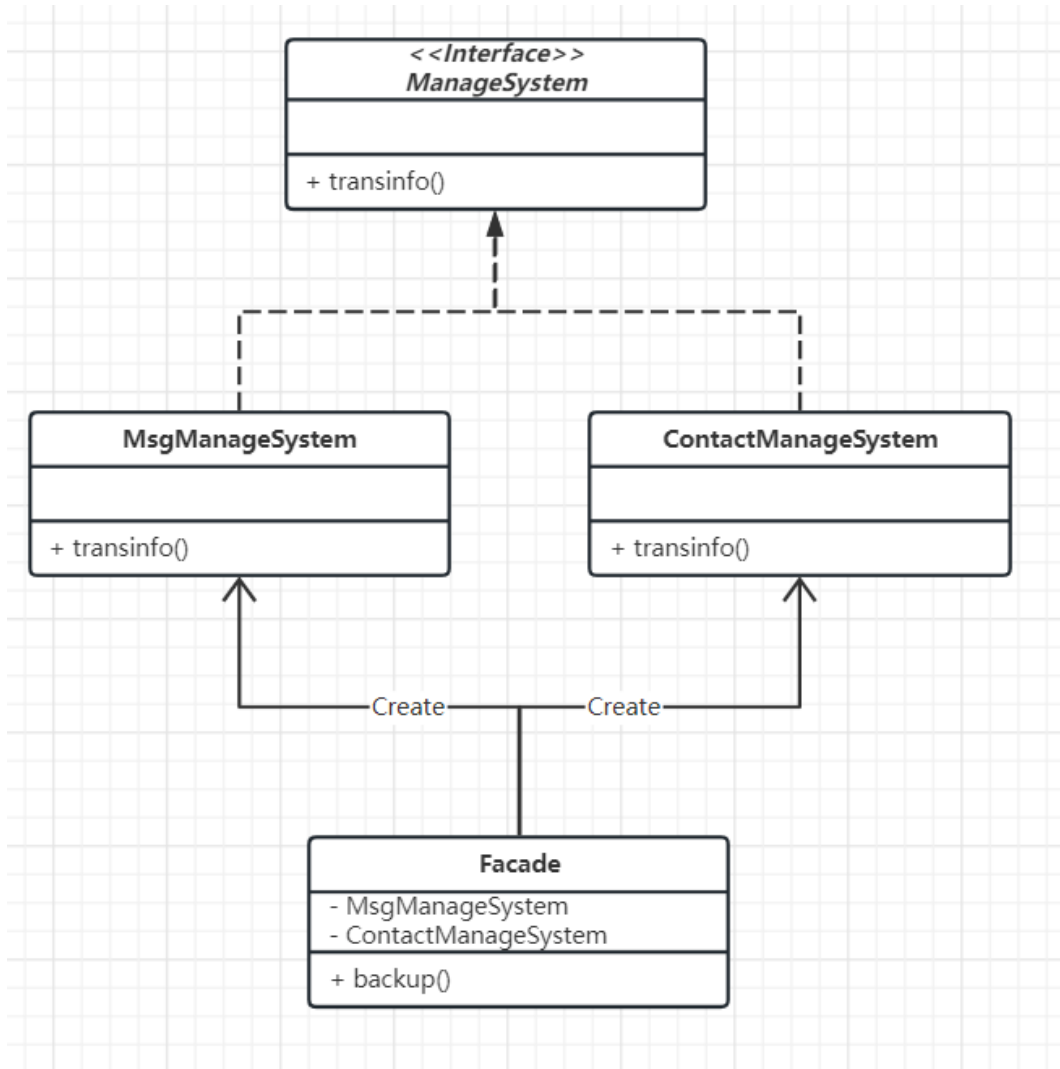 <<Interface>>
ManageSystem
+ transinfo()
MsgManageSystem
+ transinfo()
ContactManageSystem
+ transinfo()
Create
Create
Facade
- MsgManageSystem
- ContactManageSystem
+ backup()